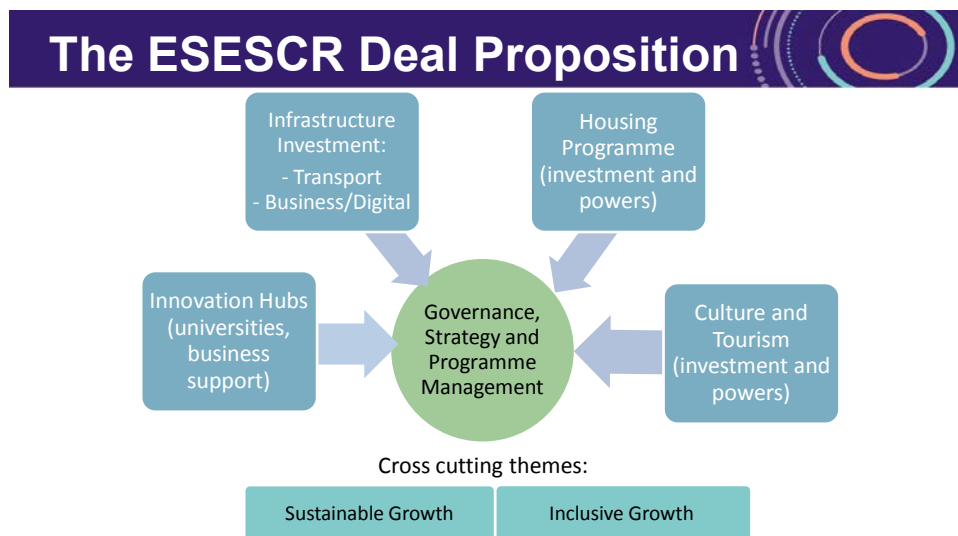 The ESESCR Deal Proposition
Infrastructure
Investment:
- Transport
- Business/Digital
Housing
Programme
(investment and
powers)
Innovation Hubs
(universities,
business
support)
Governance,
Strategy and
Programme
Management
Culture and
Tourism
(investment and
powers)
Cross cutting themes:
Sustainable Growth
Inclusive Growth